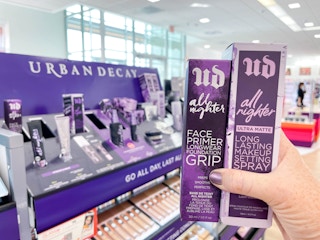 URBAN DECAY
GO ALL DAY. LAST ALL
UD
all
nighter
FACE
PRIMER
LONGWEAR
FOUNDATION
GRIP
UD
all
nighter
ULTRA MATTE
LONG
LASTING
MAKEUP
SETTING
SPRAY